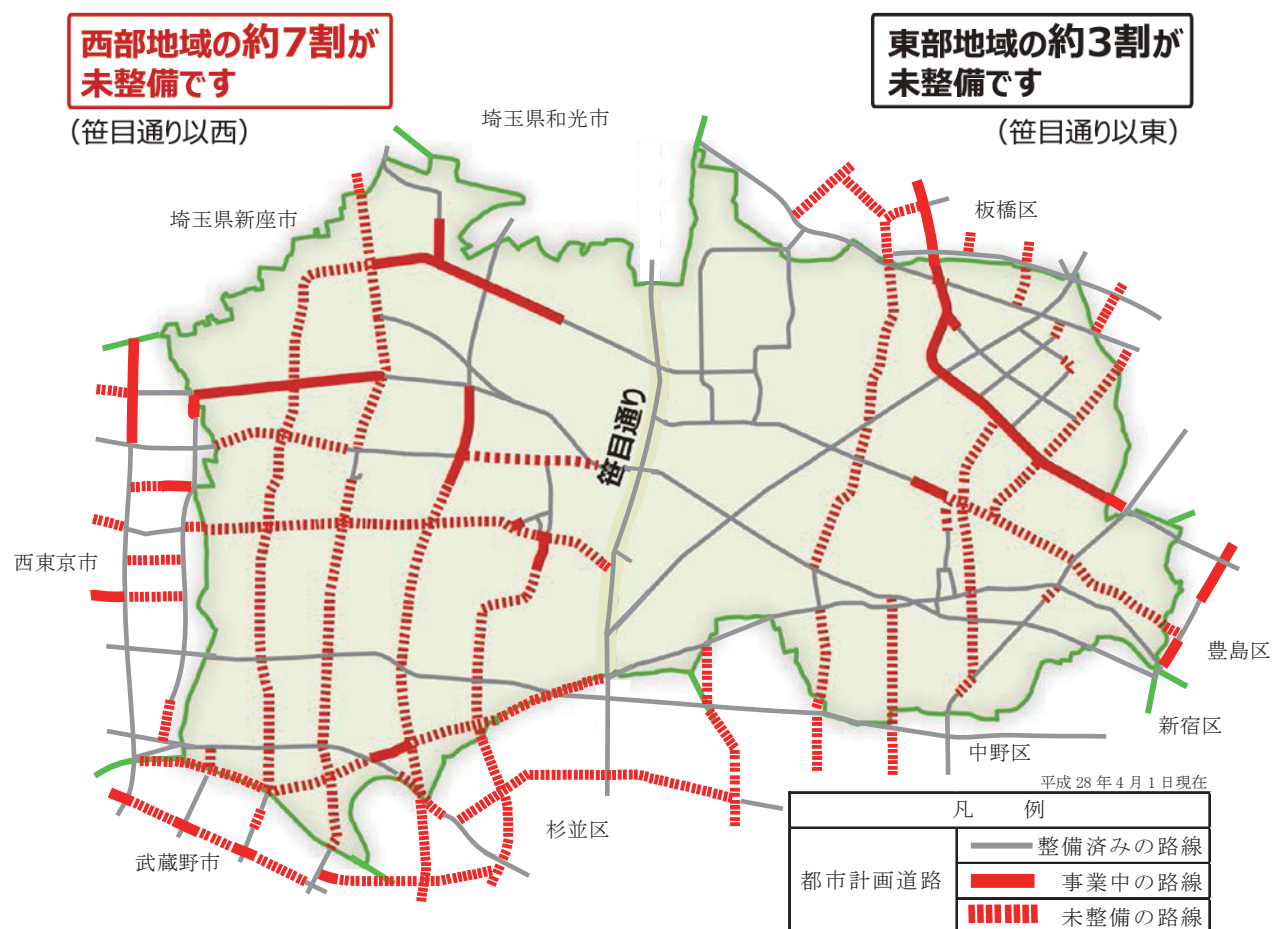 西部地域の約7割が
未整備です
(笹目通り以西)
東部地域の約3割が
未整備です
(笹目通り以東)
埼玉県和光市
埼玉県新座市
板橋区
笹目通り
西東京市
豊島区
新宿区
中野区
杉並区
武蔵野市
平成28年4月1日現在
凡 例
都市計画道路
整備済みの路線
事業中の路線
未整備の路線